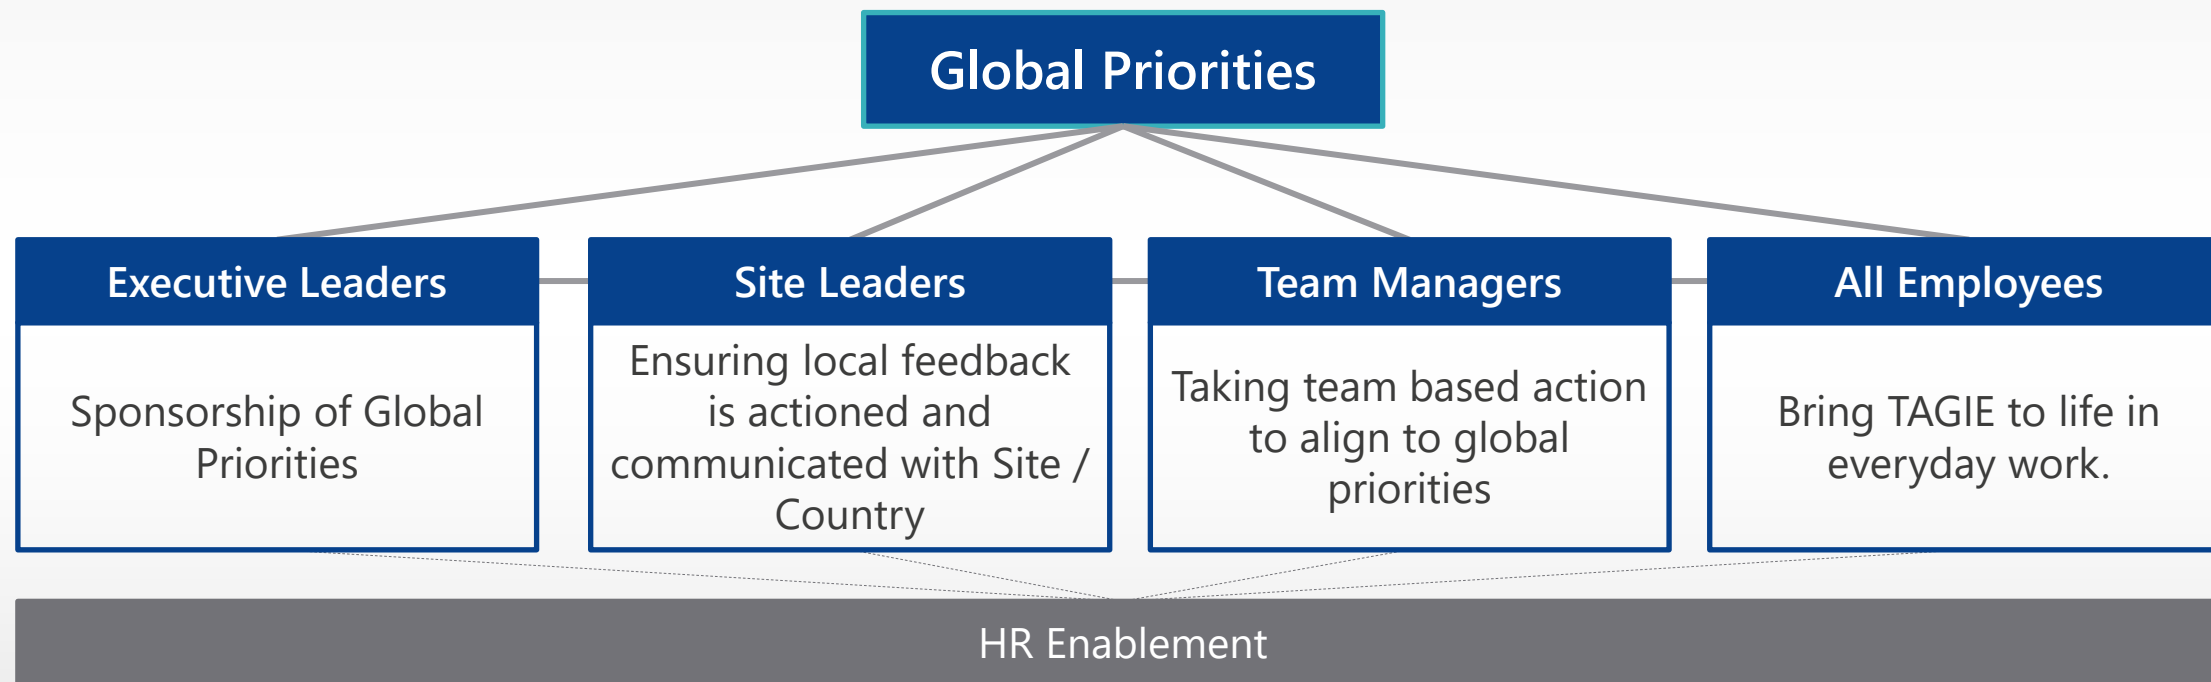 Global Priorities
Executive Leaders
Sponsorship of Global
Priorities
Site Leaders
Ensuring local feedback
is actioned and
communicated with Site /
Country
Team Managers
Taking team based action
to align to global
priorities
All Employees
Bring TAGIE to life in
everyday work.
HR Enablement